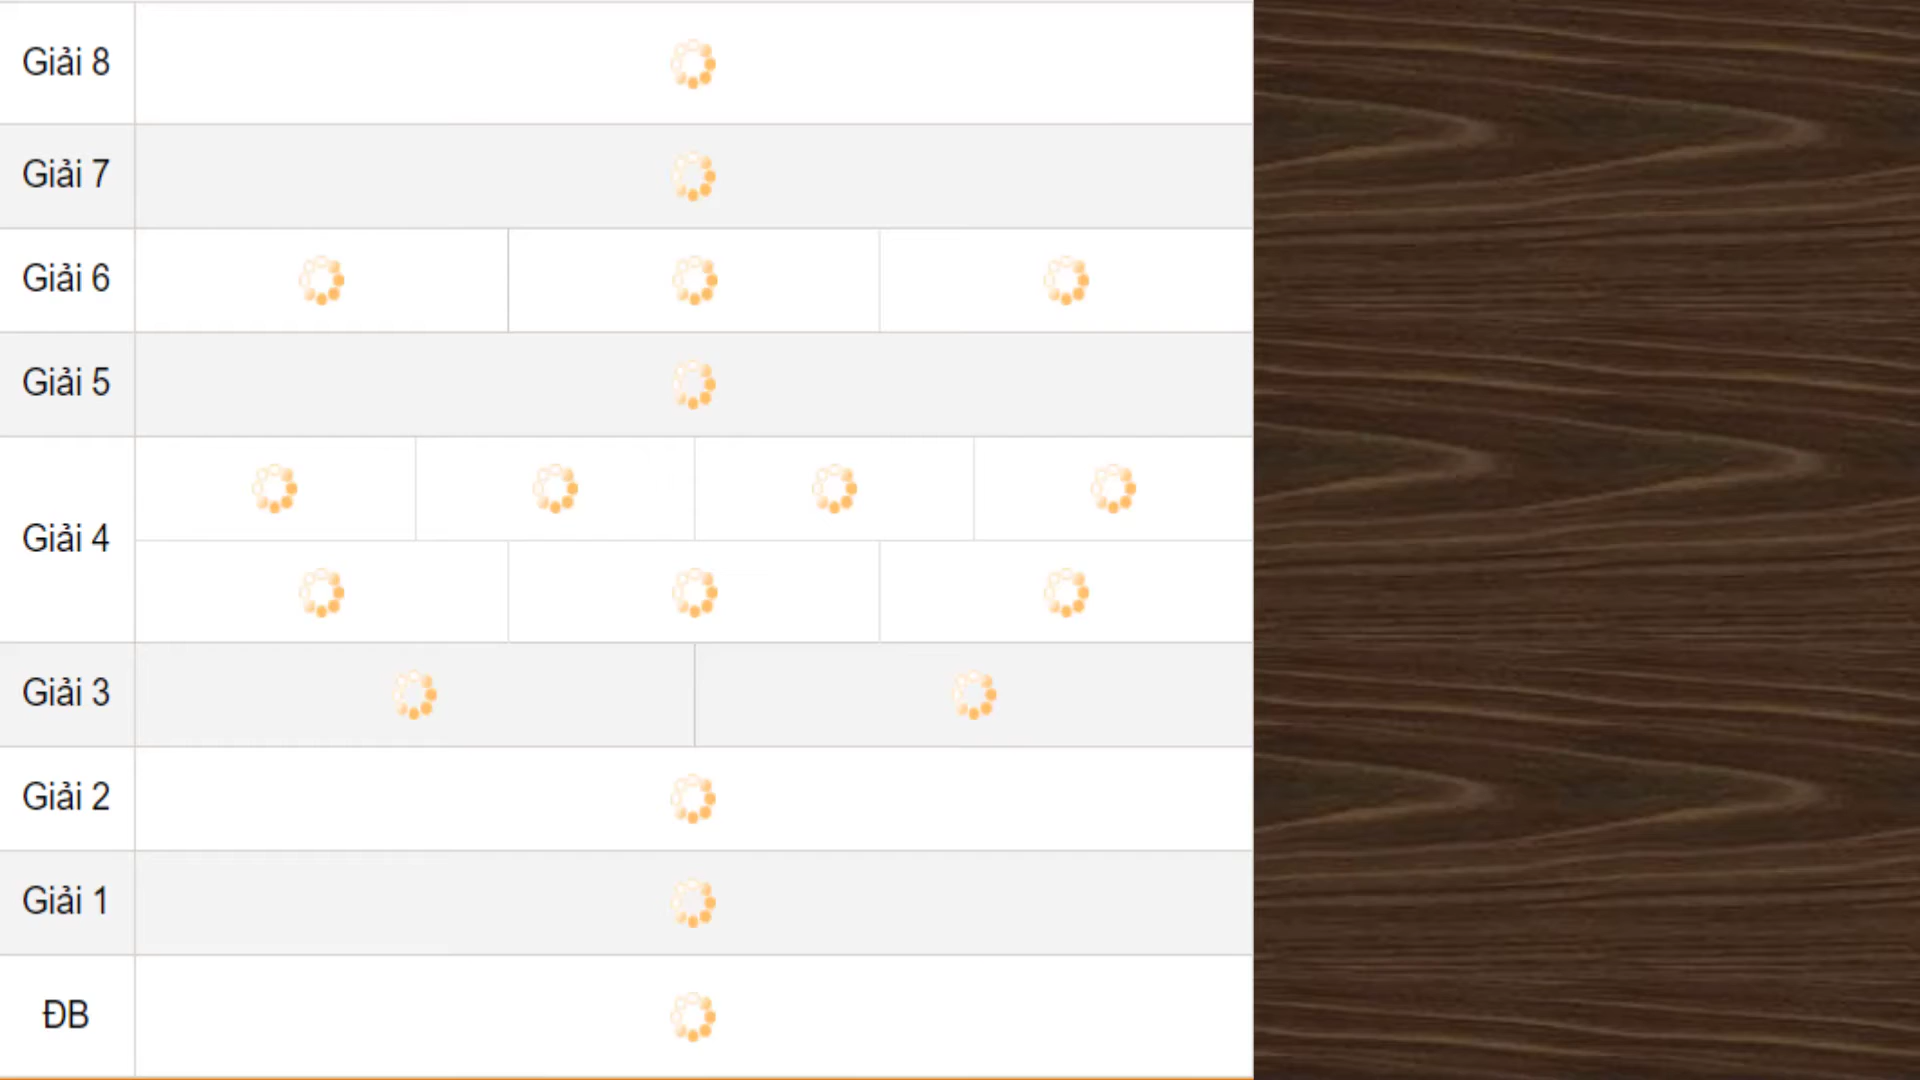 Giải 8
Giải 7
Giải 6
Giải 5
Giải 4
Giải 3
Giải 2
Giải 1
ĐB